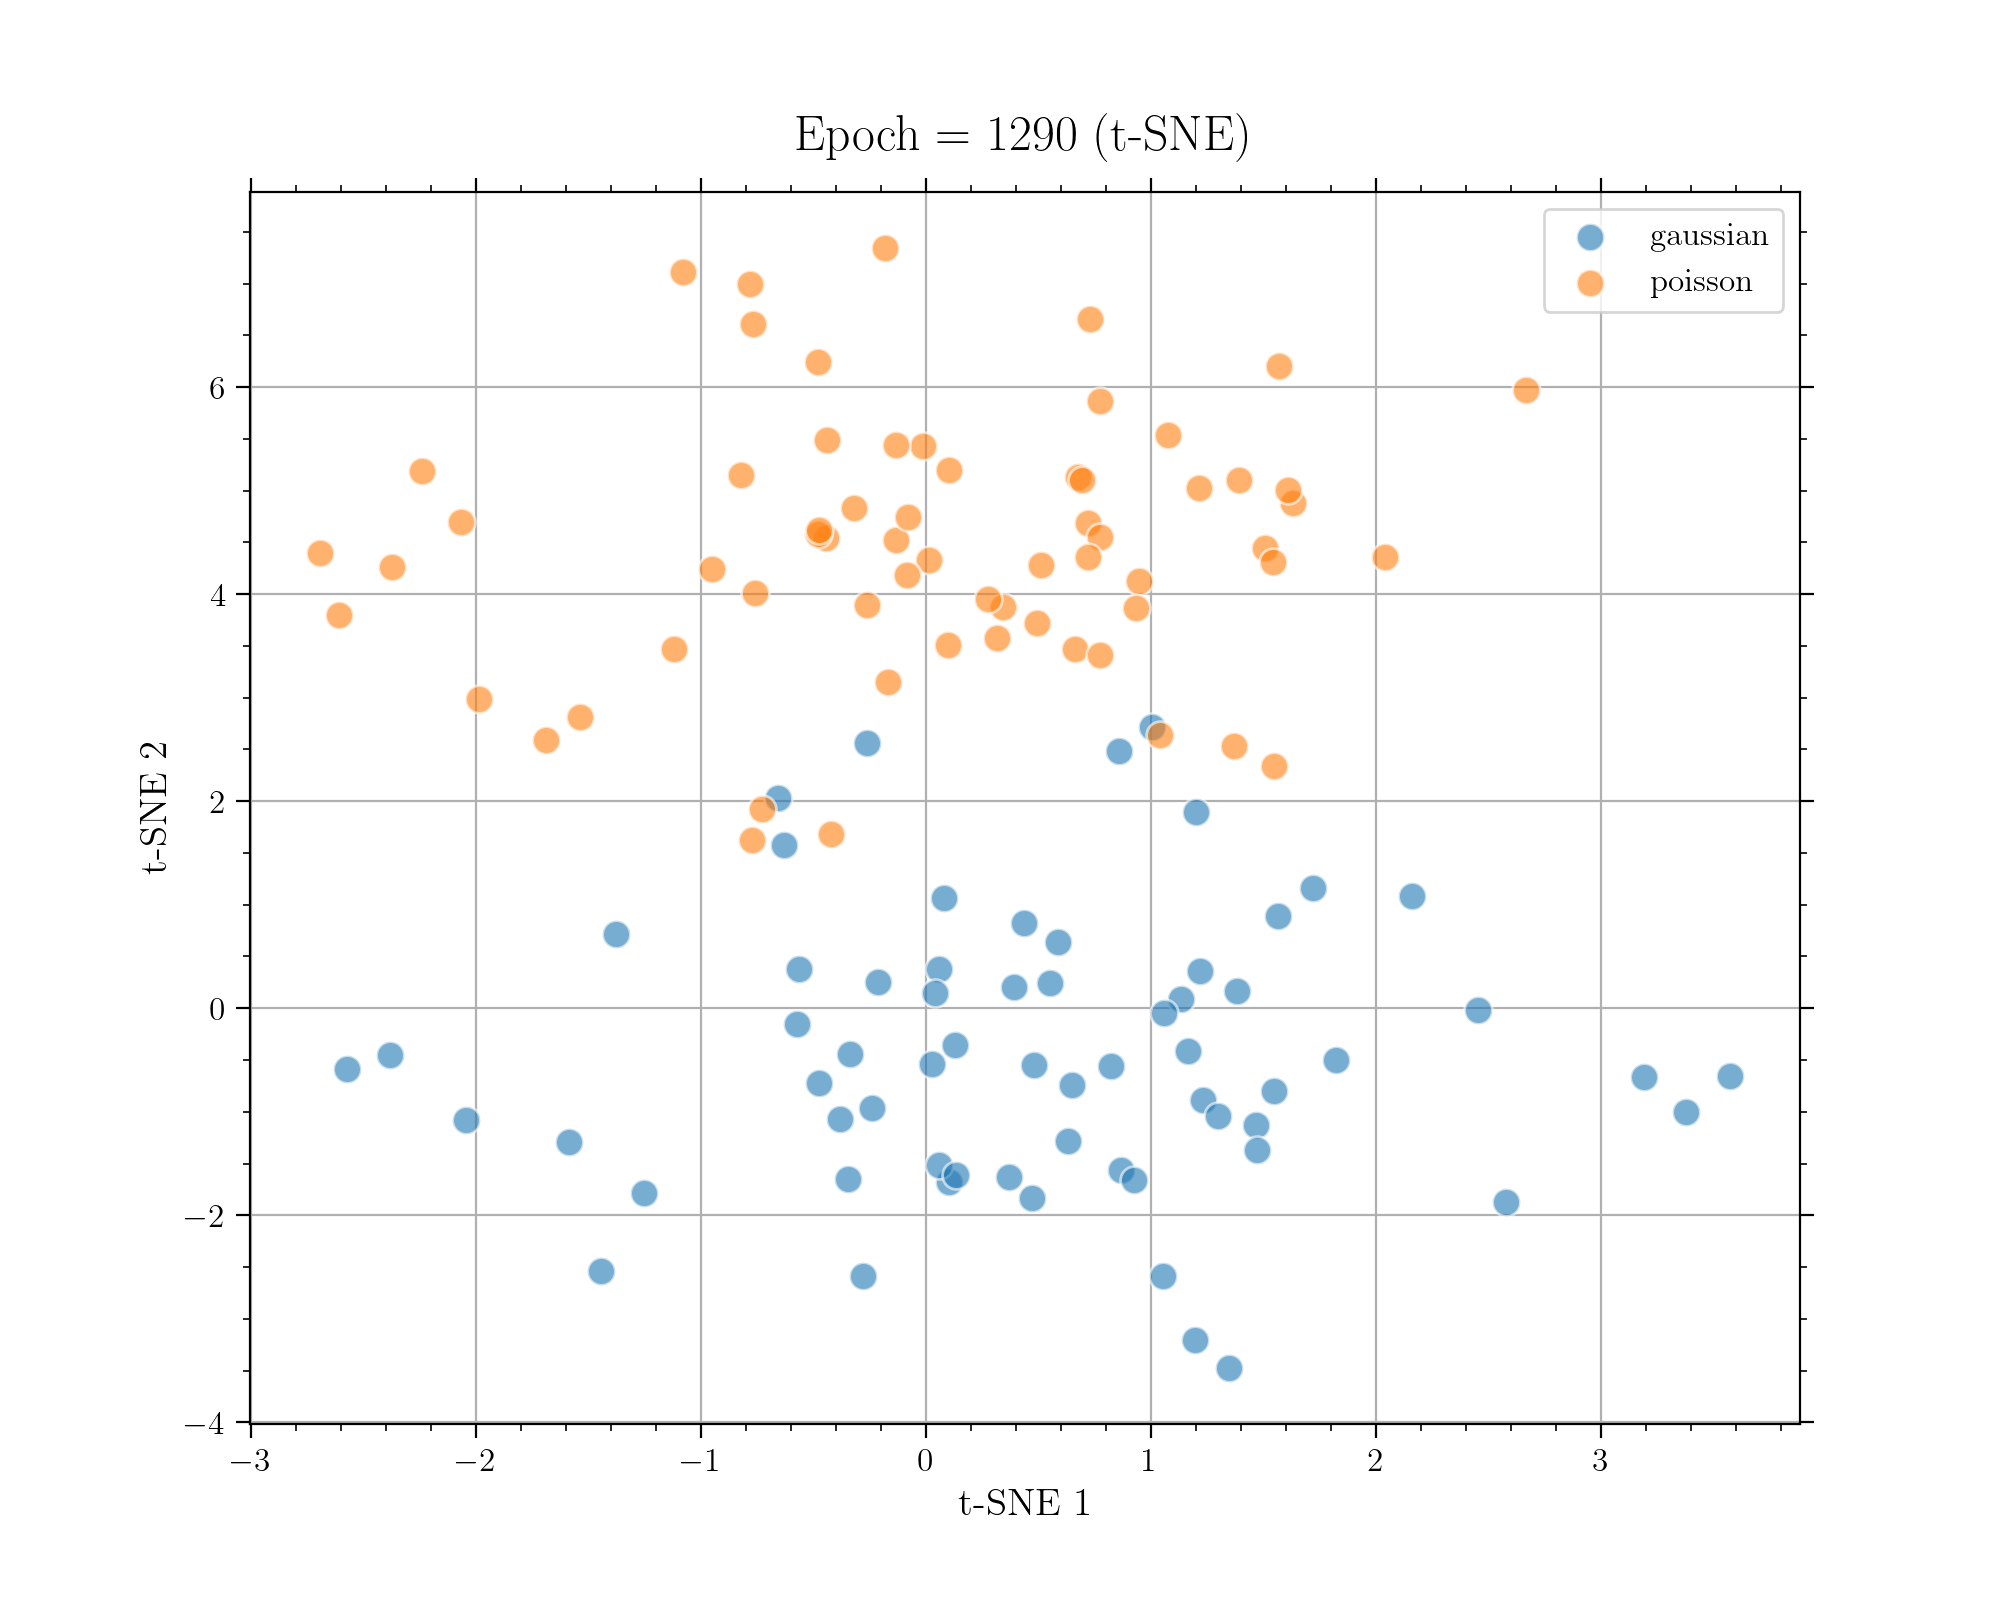 Epoch = 1290 (t-SNE)
gaussian
poisson
6
4
2
0
−2
−4
t-SNE 2
−3 −2 −1 0 1 2 3
t-SNE 1